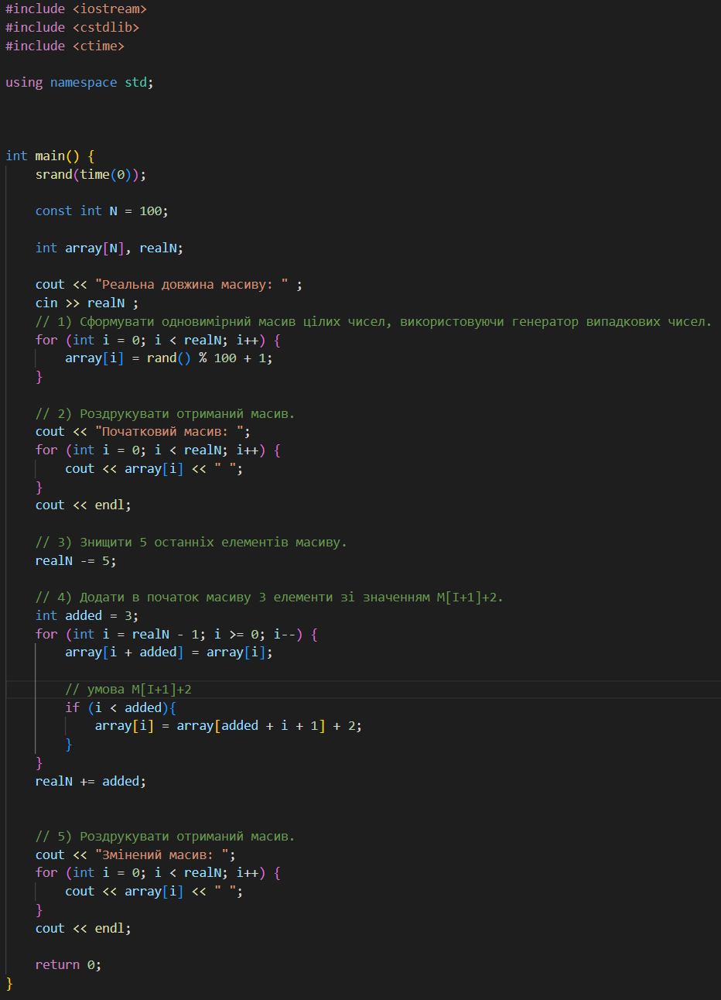 #include <iostream>
#include <cstdlib>
#include <ctime>
using namespace std;
int main() {
srand(time(0));
const int N = 100;
int array[N], realN;
cout << "Реальна довжина масиву: " ;
cin >> realN ;
// 1) Сформувати одновимірний масив цілих чисел, використовуючи генератор випадкових чисел.
for (int i = 0; i < realN; i++) {
array[i] = rand() % 100 + 1;
}
// 2) Роздрукувати отриманий масив.
cout << "Початковий масив: ";
for (int i = 0; i < realN; i++) {
cout << array[i] << " ";
}
cout << endl;
// 3) Знищити 5 останніх елементів масиву.
realN -= 5;
// 4) Додати в початок масиву 3 елементи зі значенням M[I+1]+2.
int added = 3;
for (int i = realN - 1; i >= 0; i--) {
array[i + added] = array[i];
// умова M[I+1]+2
if (i < added){
array[i] = array[added + i + 1] + 2;
}
}
realN += added;
// 5) Роздрукувати отриманий масив.
cout << "Змінений масив: ";
for (int i = 0; i < realN; i++) {
cout << array[i] << " ";
}
cout << endl;
return 0;
}